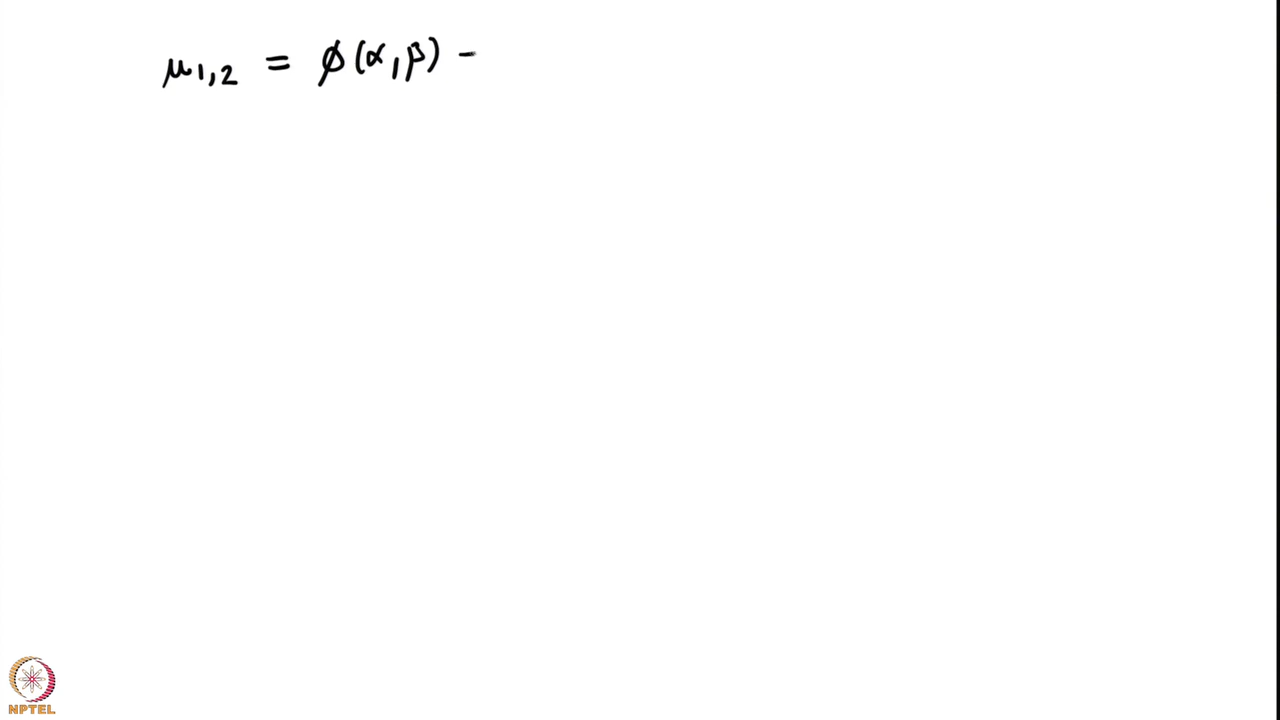 μ1,2 = φ(α,β) -
NPTEL